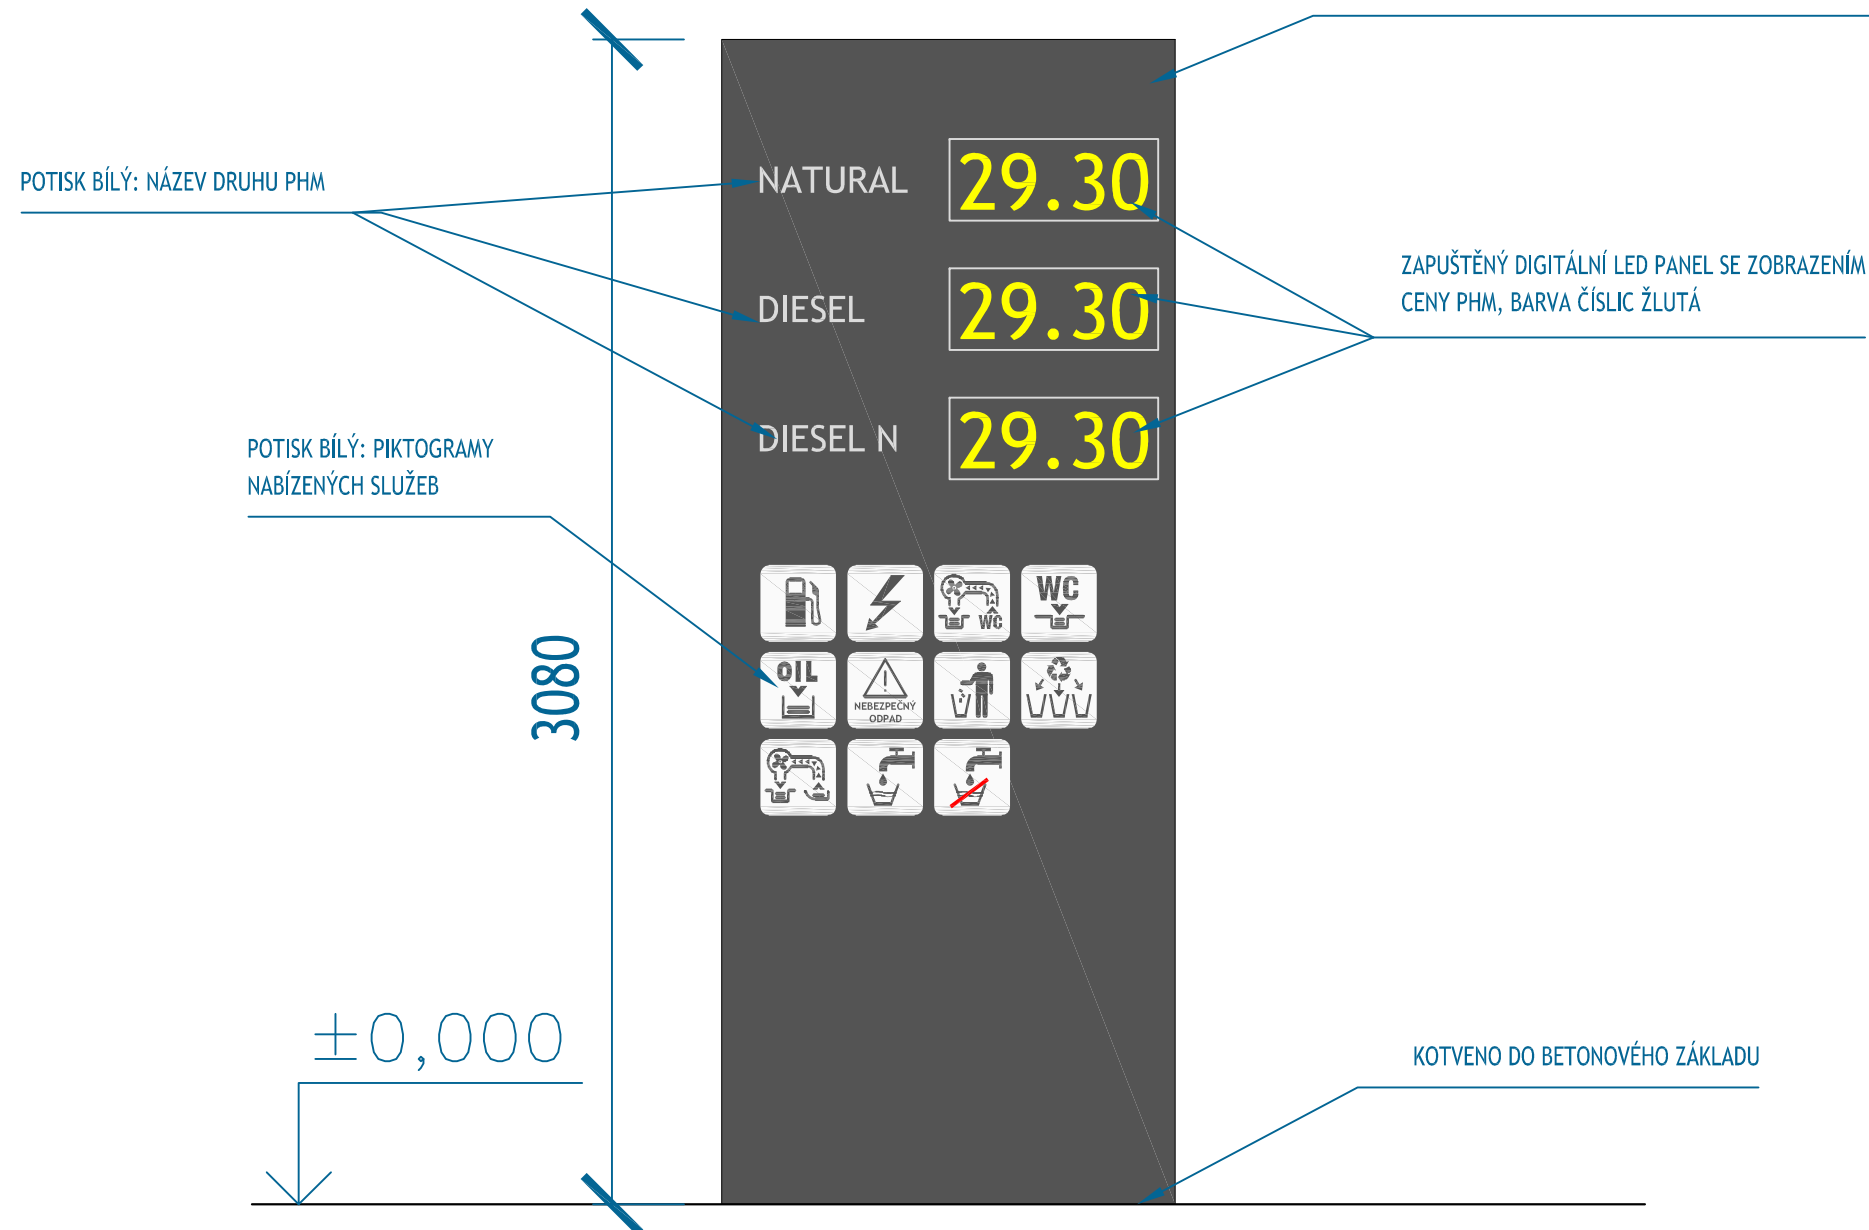 POTISK BÍLÝ: NÁZEV DRUHU PHM
NATURAL 29.30
DIESEL 29.30
DIESEL N 29.30
ZAPUŠTĚNÝ DIGITÁLNÍ LED PANEL SE ZOBRAZENÍM
CENY PHM, BARVA ČÍSLIC ŽLUTÁ
POTISK BÍLÝ: PIKTOGRAMY
NABÍZENÝCH SLUŽEB
WC
WC
OIL
NEBEZPEČNÝ
ODPAD
3080
±0,000
KOTVENO DO BETONOVÉHO ZÁKLADU